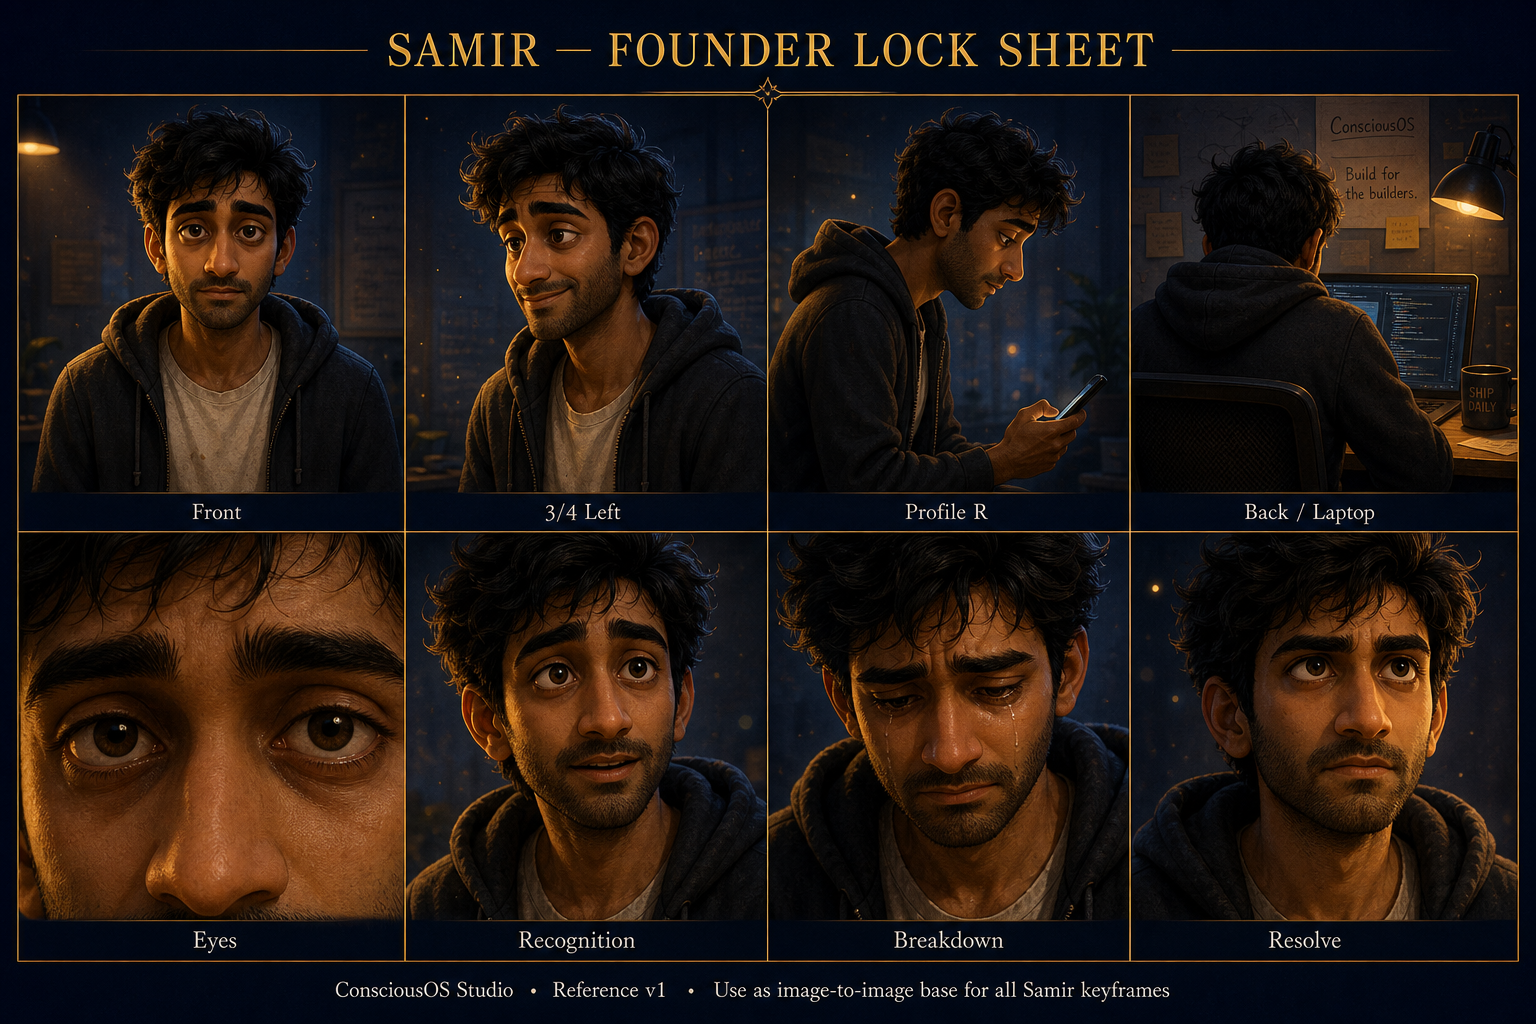 SAMIR — FOUNDER LOCK SHEET
ConsciousOS
Build for
the builders.
SHIP
DAILY
Front
3/4 Left
Profile R
Back / Laptop
Eyes
Recognition
Breakdown
Resolve
ConsciousOS Studio • Reference v1 • Use as image-to-image base for all Samir keyframes